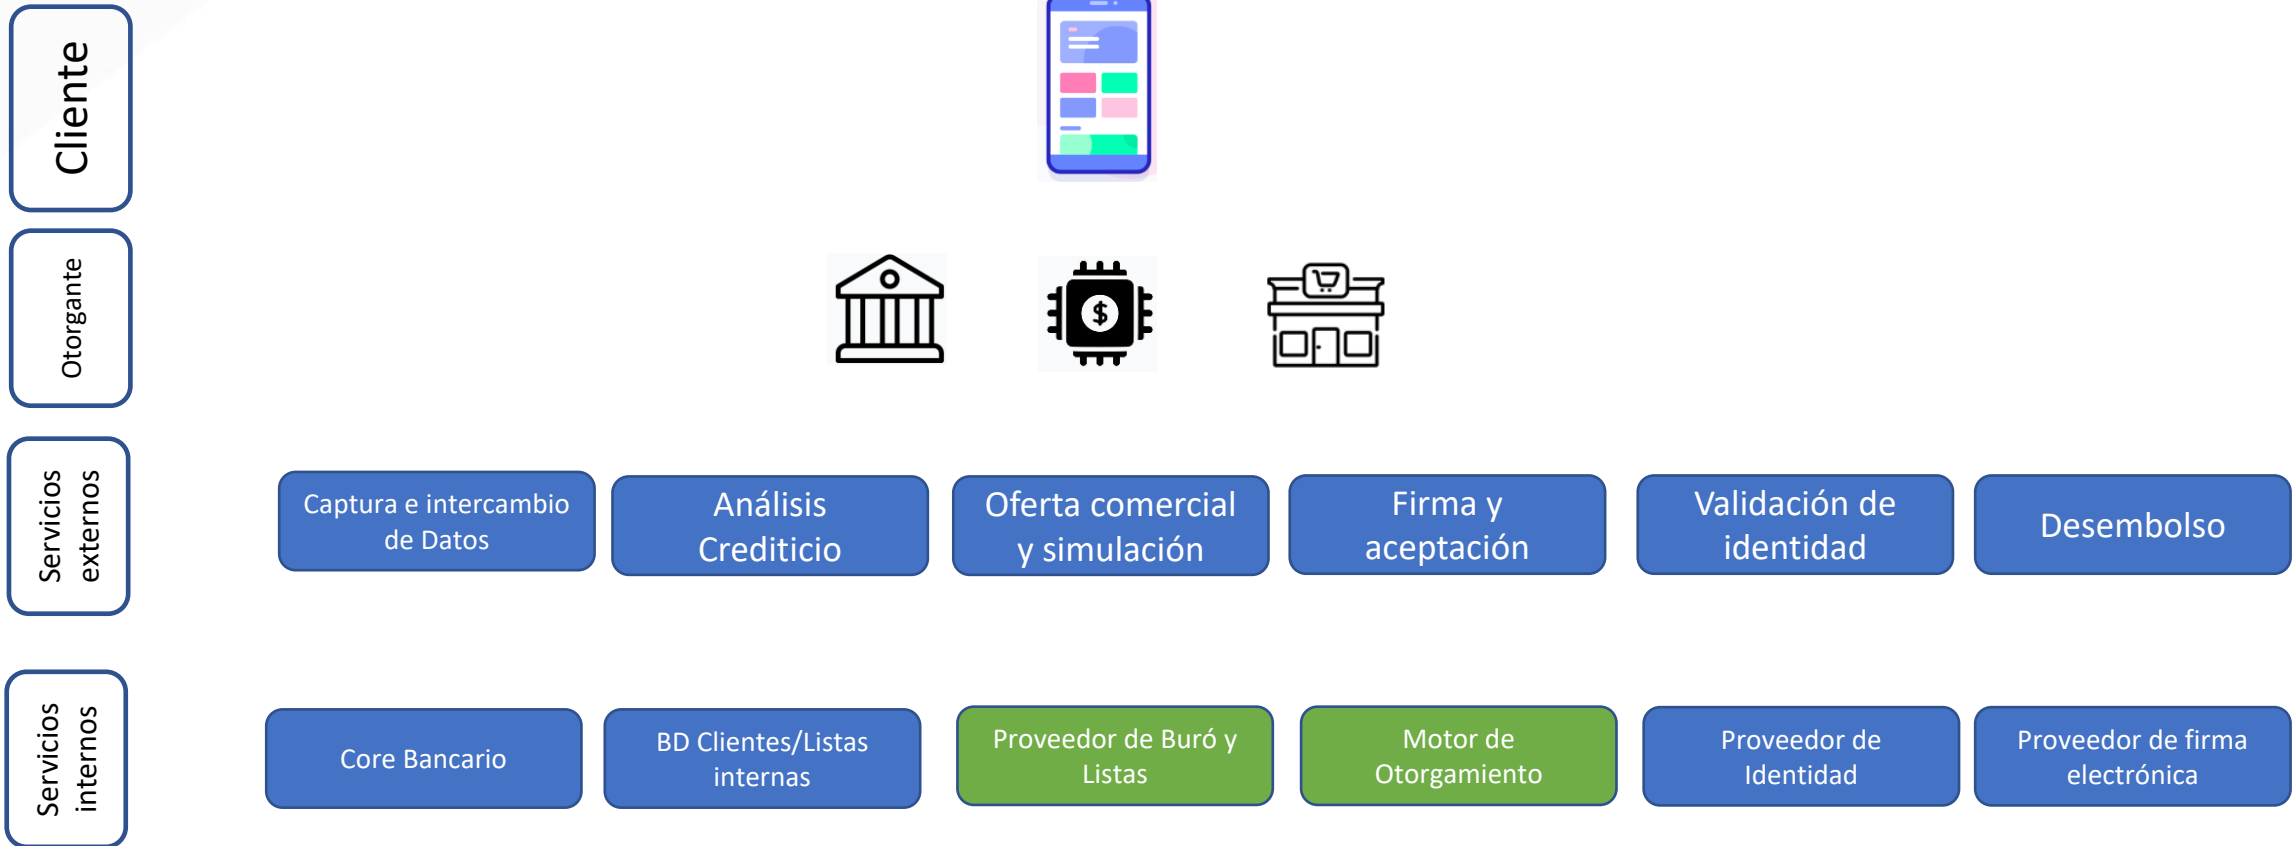 Cliente
Otorgante
$
Servicios
externos
Captura e intercambio
de Datos
Análisis
Crediticio
Oferta comercial
y simulación
Firma y
aceptación
Validación de
identidad
Desembolso
Servicios
internos
Core Bancario
BD Clientes/Listas
internas
Proveedor de Buró y
Listas
Motor de
Otorgamiento
Proveedor de
Identidad
Proveedor de firma
electrónica